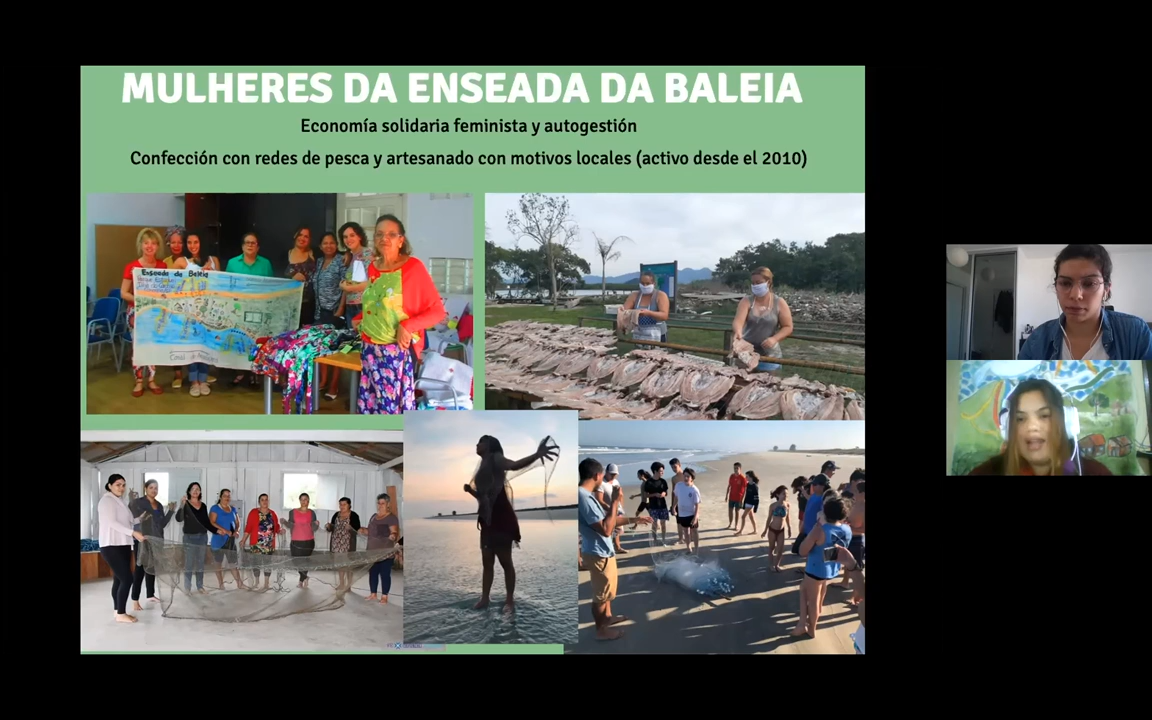 MULHERES DA ENSEADA DA BALEIA
Economía solidaria feminista y autogestión
Confección con redes de pesca y artesanado con motivos locales (activo desde el 2010)
Enseada da Baleia